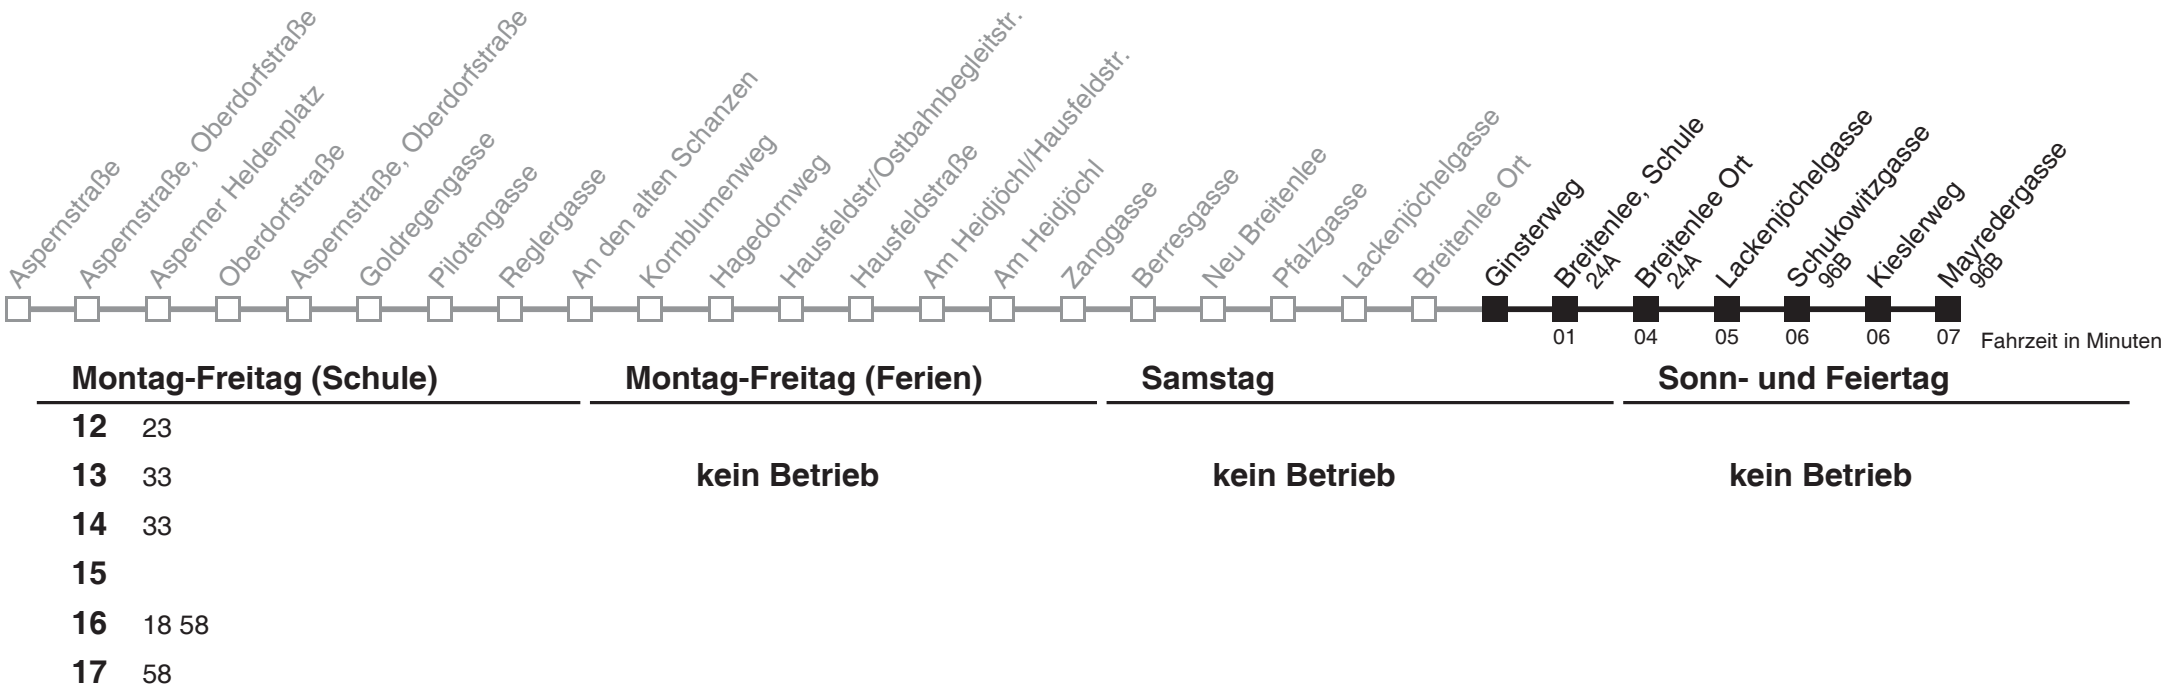 Aspernstraße
Aspernstraße, Oberdorfstraße
Asperner Heldenplatz
Oberdorfstraße
Aspernstraße, Oberdorfstraße
Goldregengasse
Pilotengasse
Reglergasse
An den alten Schanzen
Kornblumenweg
Hagedornweg
Hausfeldstr/Ostbahnbegleitstr.
Hausfeldstraße
Am Heidjöchl/Hausfeldstr.
Am Heidjöchl
Zanggasse
Berresgasse
Neu Breitenlee
Pfalzgasse
Lackenjöchelgasse
Breitenlee Ort
Ginsterweg
Breitenlee, Schule
24A
Breitenlee Ort
24A
Lackenjöchelgasse
Schukowitzgasse
96B
Kieslerweg
Mayredergasse
96B
01 04 05 06 06 07 Fahrzeit in Minuten
Montag-Freitag (Schule) Montag-Freitag (Ferien) Samstag Sonn- und Feiertag
12 23
13 33 kein Betrieb kein Betrieb kein Betrieb
14 33
15
16 18 58
17 58